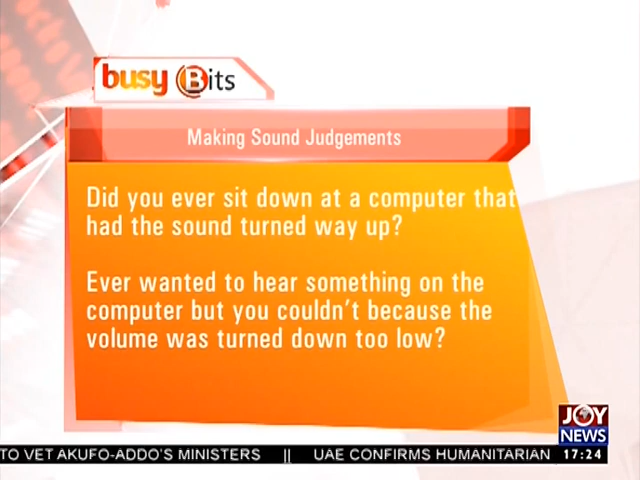 busy Bits
Making Sound Judgements
Did you ever sit down at a computer that
had the sound turned way up?
Ever wanted to hear something on the
computer but you couldn't because the
volume was turned down too low?
JOY
NEWS
TO VET AKUFO-ADDO'S MINISTERS || UAE CONFIRMS HUMANITARIAN 17:24